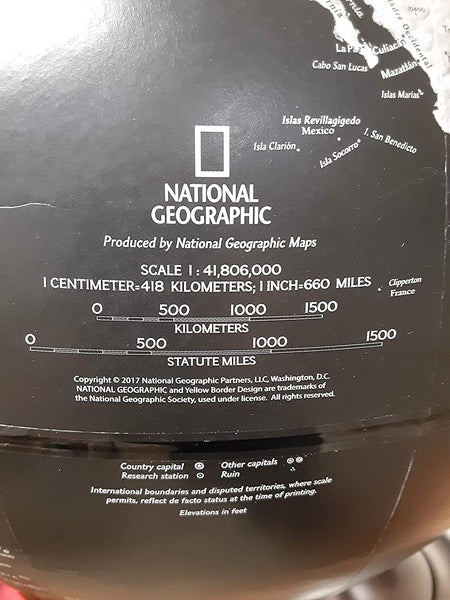 10400
Occidental
La Paz
Culiacán
Cabo San Lucas
Mazatlán
Islas Marías
Islas Revillagigedo
Mexico
Isla Clarión
Isla Socorro
I. San Benedicto
NATIONAL
GEOGRAPHIC
Produced by National Geographic Maps
SCALE 1:41,806,000
1 CENTIMETER=418 KILOMETERS; 1 INCH=660 MILES
Clipperton
France
0 500 1000 1500
KILOMETERS
0 500 1000 1500
STATUTE MILES
Copyright © 2017 National Geographic Partners, LLC, Washington, D.C.
NATIONAL GEOGRAPHIC and Yellow Border Design are trademarks of
the National Geographic Society, used under license. All rights reserved.
Country capital Other capitals
Research station Ruin
International boundaries and disputed territories, where scale
permits, reflect de facto status at the time of printing.
Elevations in feet